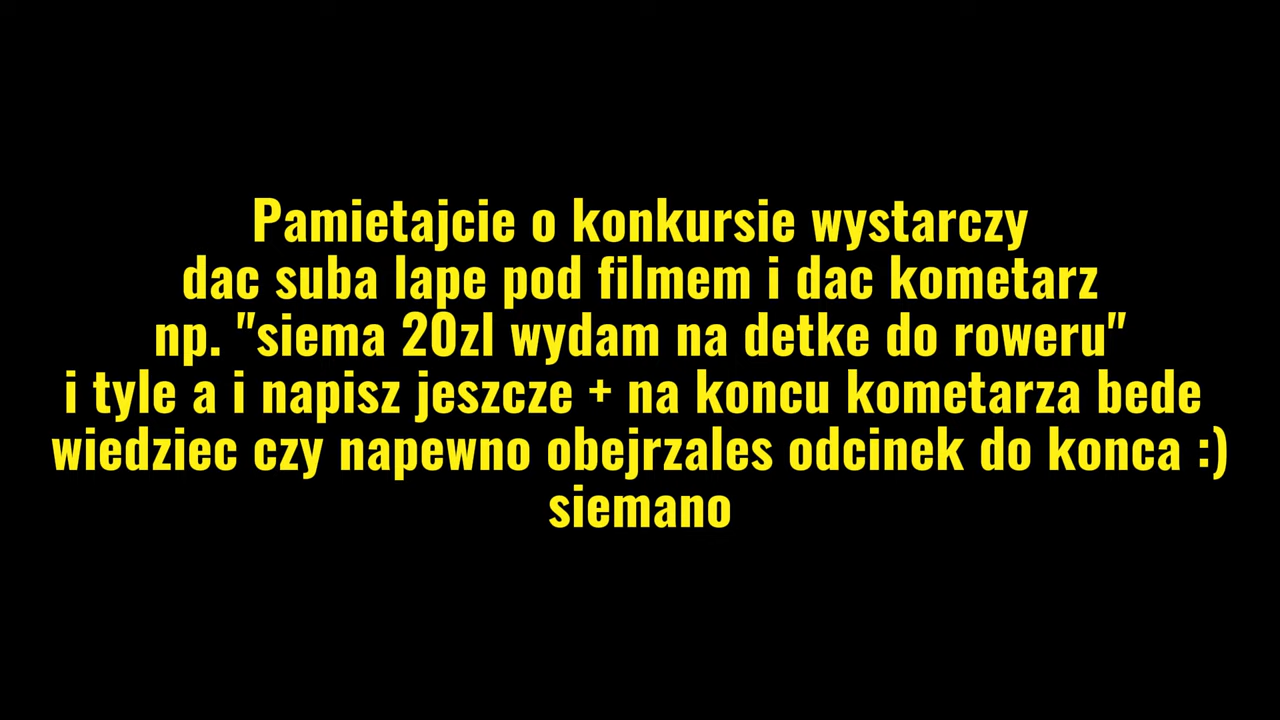 Pamietajcie o konkursie wystarczy
dac suba lape pod filmem i dac kometarz
np. "siema 20zl wydam na detke do roweru"
i tyle a i napisz jeszcze + na koncu kometarza bede
wiedziec czy napewno obejrzales odcinek do konca :)
siemano